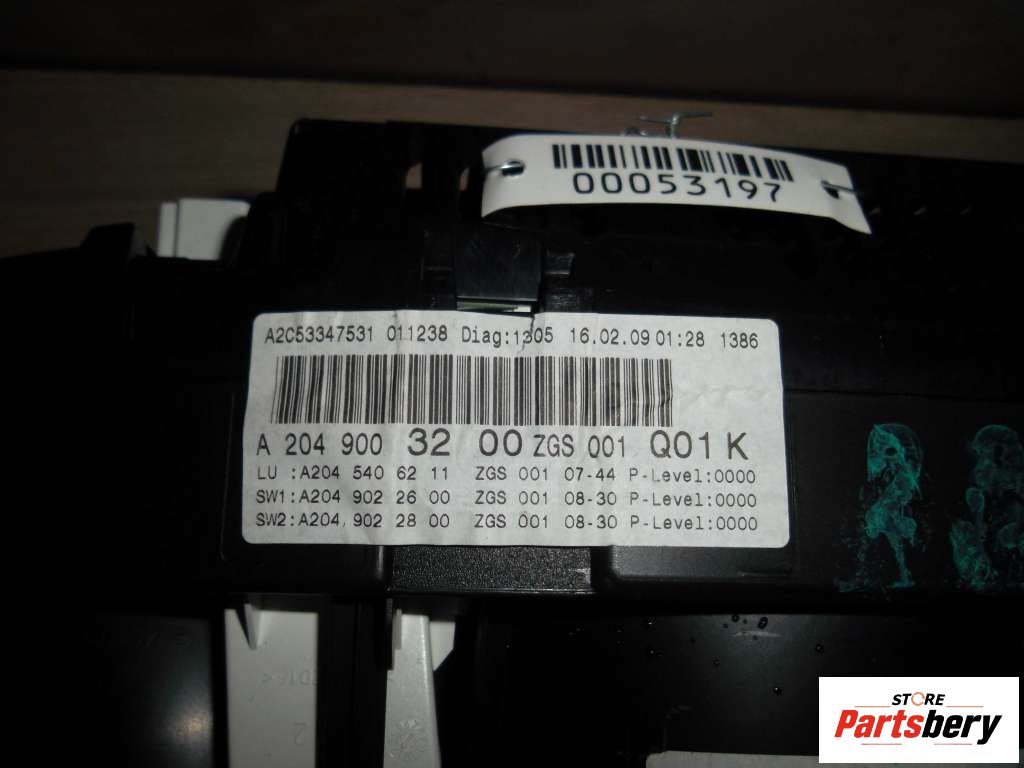 00053197
A2C53347531 011238 Diag:1305 16.02.09 01:28 1386
A 204 900 32 00 ZGS 001 Q01 K
LU :A204 540 62 11 ZGS 001 07-44 P-Level:0000
SW1:A204 902 26 00 ZGS 001 08-30 P-Level:0000
SW2:A204 902 28 00 ZGS 001 08-30 P-Level:0000
STORE
Partsbery